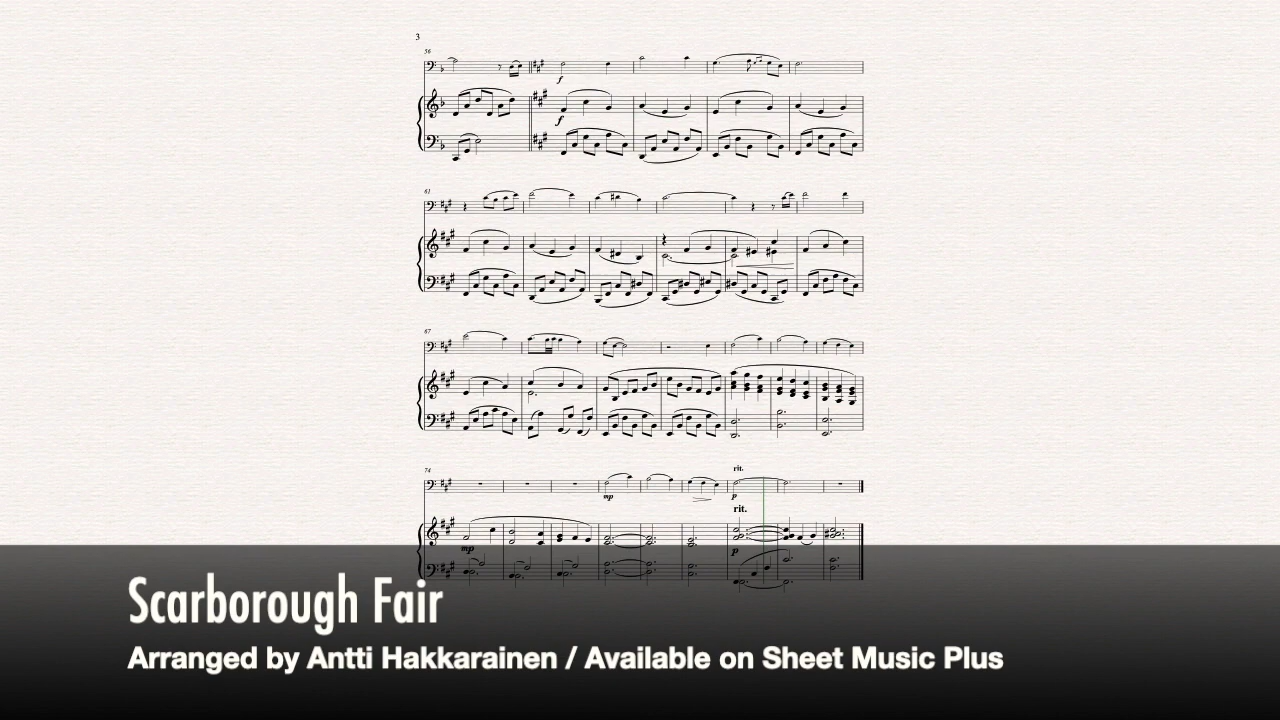 3
56
f
f
61
67
74
rit.
mp
p
rit.
mp
p
Scarborough Fair
Arranged by Antti Hakkarainen / Available on Sheet Music Plus